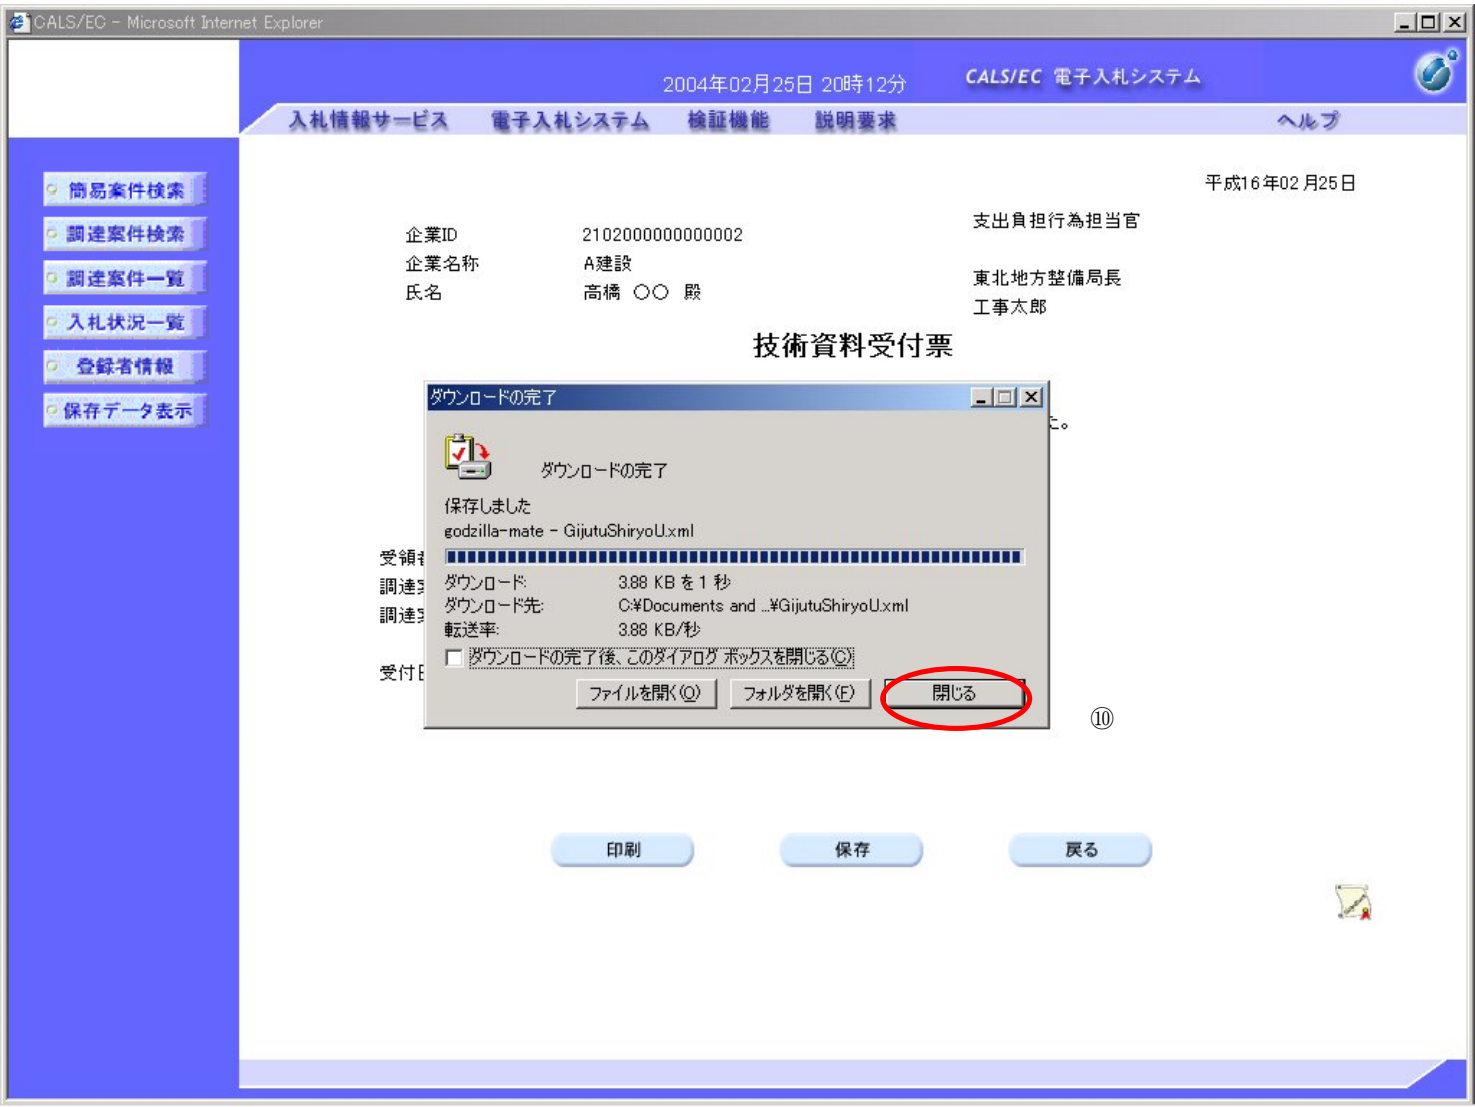 CALS/EC - Microsoft Internet Explorer
2004年02月25日 20時12分
CALS/EC 電子入札システム
入札情報サービス 電子入札システム 検証機能 説明要求 ヘルプ
簡易案件検索
調達案件検索
調達案件一覧
入札状況一覧
登録者情報
保存データ表示
平成16年02月25日
支出負担行為担当官
企業ID 2102000000000002
企業名称 A建設
東北地方整備局長
氏名 高橋 〇〇 殿
工事太郎
技術資料受付票
た。
ダウンロードの完了
ダウンロードの完了
保存しました
godzilla-mate - GijutuShiryoU.xml
受領
調達
調達
受付
ダウンロード: 3.88 KB を 1 秒
ダウンロード先: C:¥Documents and ...¥GijutuShiryoU.xml
転送率: 3.88 KB/秒
ダウンロードの完了後、このダイアログ ボックスを閉じる(C)
ファイルを開く(O) フォルダを開く(F) 閉じる
⑩
印刷 保存 戻る